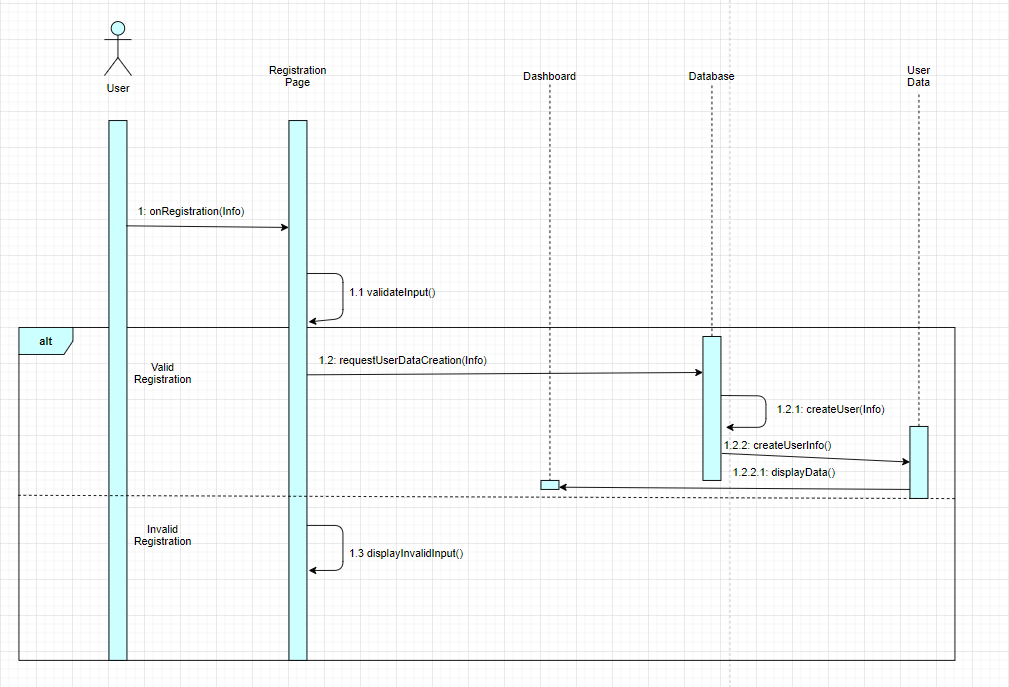 User
Registration
Page
Dashboard
Database
User
Data
1: onRegistration(Info)
1.1 validateInput()
alt
Valid
Registration
1.2: requestUserDataCreation(Info)
1.2.1: createUser(Info)
1.2.2: createUserInfo()
1.2.2.1: displayData()
Invalid
Registration
1.3 displayInvalidInput()